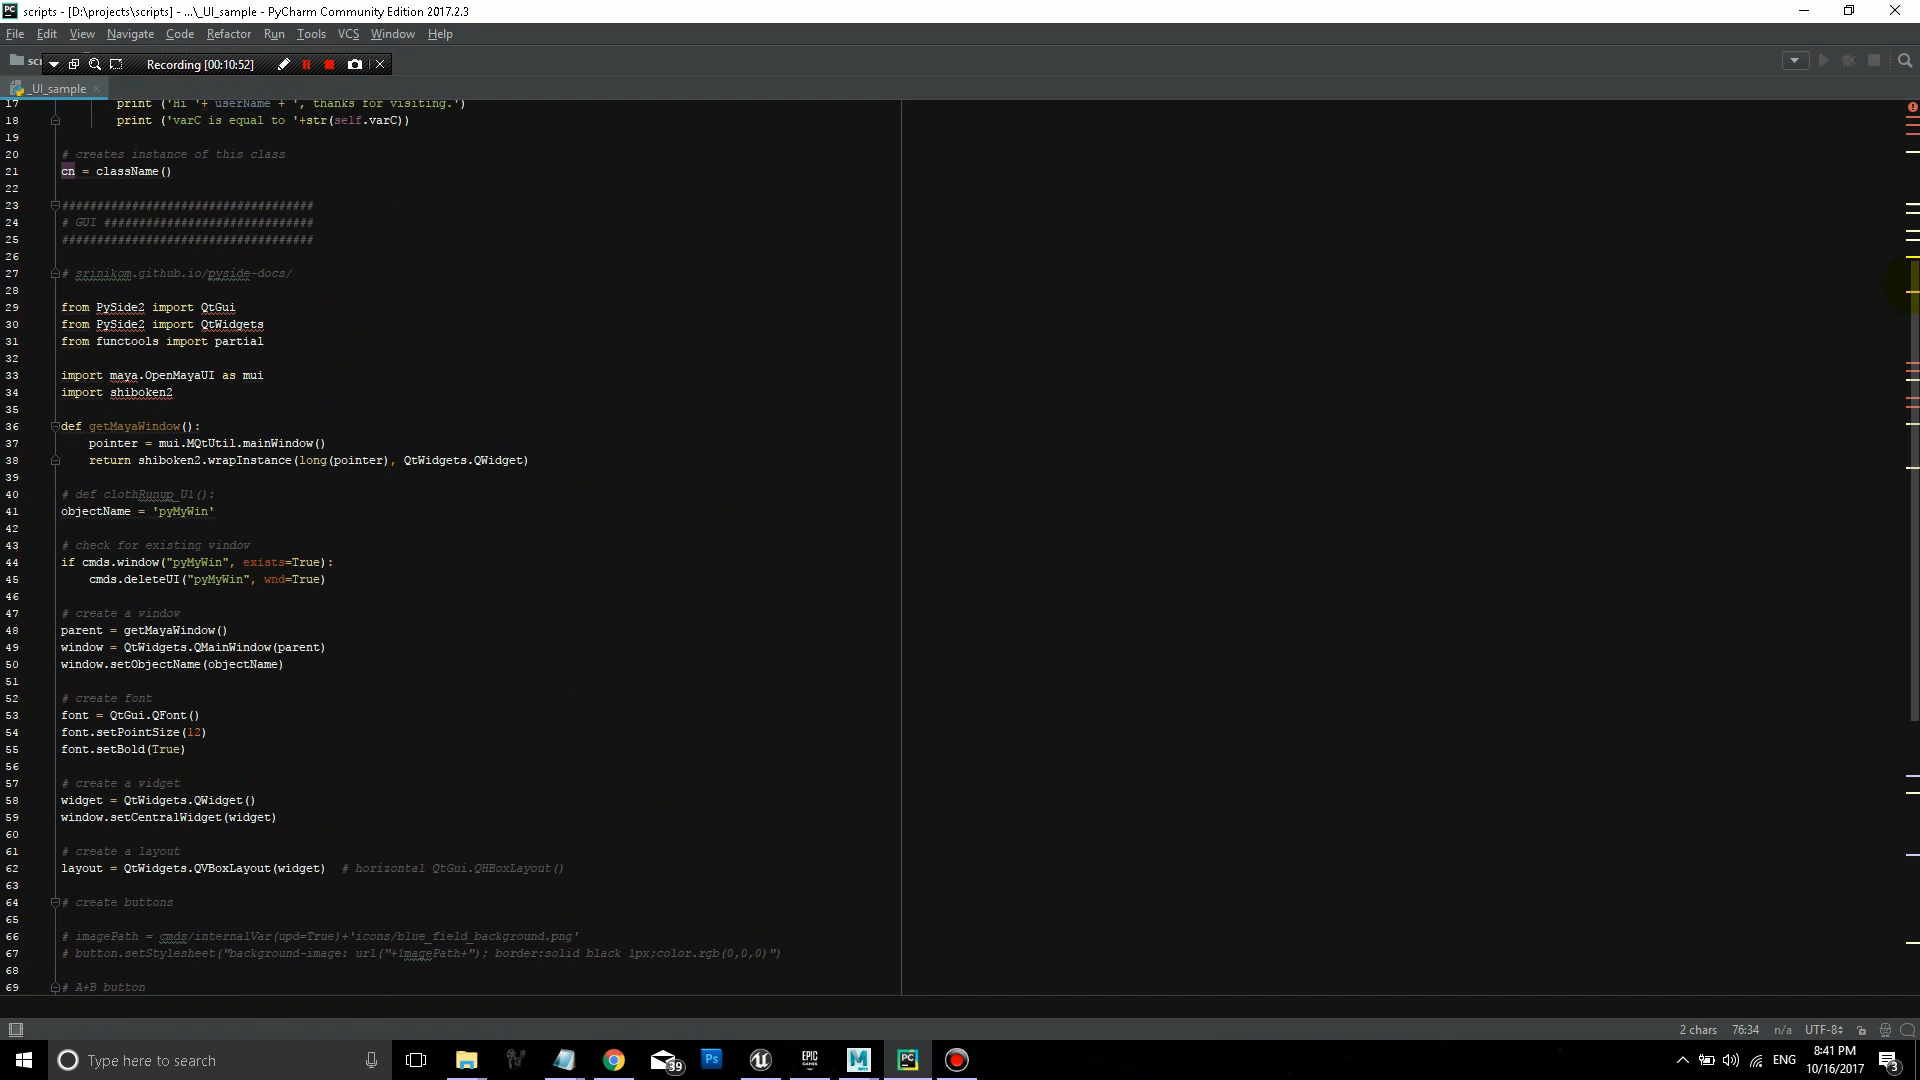 scripts - [D:\projects\scripts] - ...\_UI_sample - PyCharm Community Edition 2017.2.3
File Edit View Navigate Code Refactor Run Tools VCS Window Help
Recording [00:10:52]
_UI_sample
17 print ('Hi '+ userName + ', thanks for visiting.')
18 print ('varC is equal to '+str(self.varC))
19
20 # creates instance of this class
21 cn = className()
22
23 ####################################
24 # GUI ##############################
25 ####################################
26
27 # srinikom.github.io/pyside-docs/
28
29 from PySide2 import QtGui
30 from PySide2 import QtWidgets
31 from functools import partial
32
33 import maya.OpenMayaUI as mui
34 import shiboken2
35
36 def getMayaWindow():
37 pointer = mui.MQtUtil.mainWindow()
38 return shiboken2.wrapInstance(long(pointer), QtWidgets.QWidget)
39
40 # def clothRunup_UI():
41 objectName = 'pyMyWin'
42
43 # check for existing window
44 if cmds.window("pyMyWin", exists=True):
45 cmds.deleteUI("pyMyWin", wnd=True)
46
47 # create a window
48 parent = getMayaWindow()
49 window = QtWidgets.QMainWindow(parent)
50 window.setObjectName(objectName)
51
52 # create font
53 font = QtGui.QFont()
54 font.setPointSize(12)
55 font.setBold(True)
56
57 # create a widget
58 widget = QtWidgets.QWidget()
59 window.setCentralWidget(widget)
60
61 # create a layout
62 layout = QtWidgets.QVBoxLayout(widget) # horizontal QtGui.QHBoxLayout()
63
64 # create buttons
65
66 # imagePath = cmds/internalVar(upd=True)+'icons/blue_field_background.png'
67 # button.setStylesheet("background-image: url("+imagePath+"); border:solid black 1px;color.rgb(0,0,0)")
68
69 # A+B button
2 chars 76:34 n/a UTF-8
Type here to search
39
Ps
EPIC GAMES
M
PC
ENG
8:41 PM
10/16/2017
3